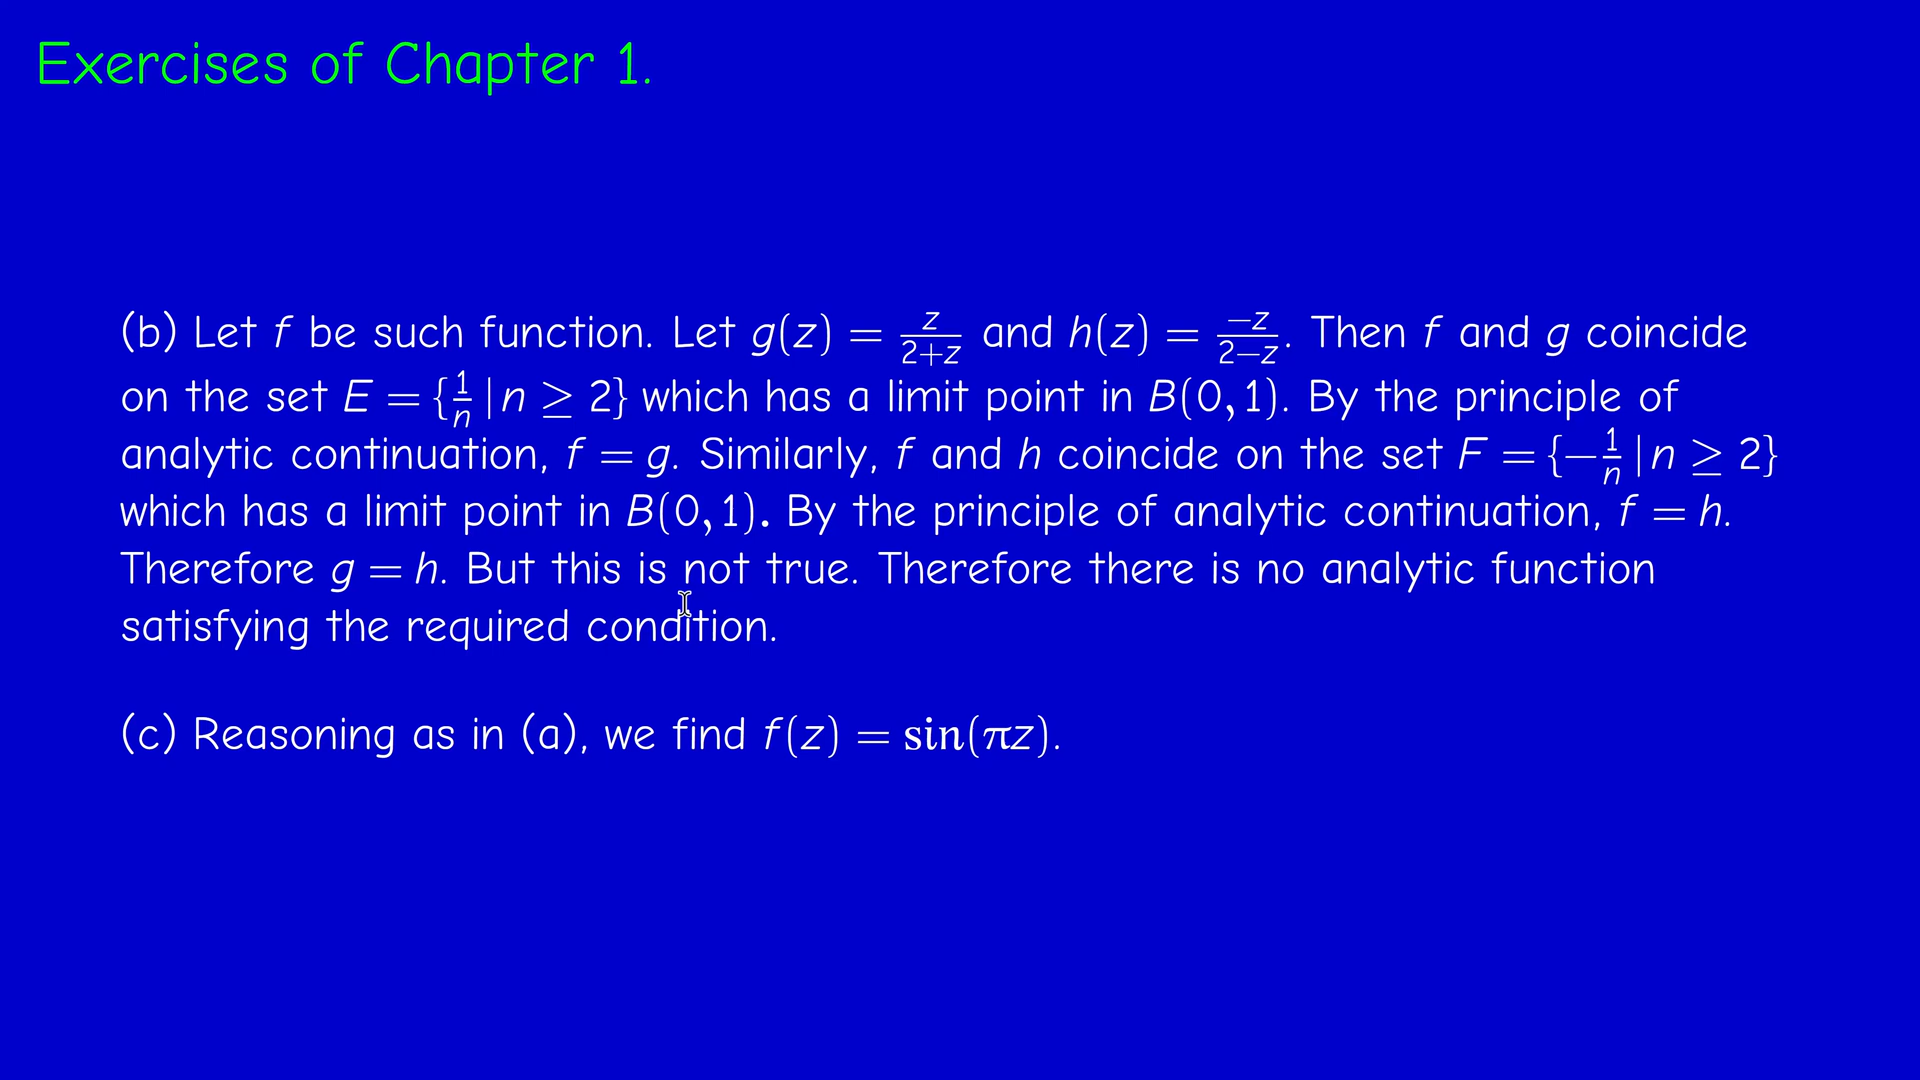 Exercises of Chapter 1.
(b) Let f be such function. Let g(z) = \frac{z}{2+z} and h(z) = \frac{-z}{2-z}. Then f and g coincide
on the set E = {\frac{1}{n} | n ≥ 2} which has a limit point in B(0, 1). By the principle of
analytic continuation, f = g. Similarly, f and h coincide on the set F = {-\frac{1}{n} | n ≥ 2}
which has a limit point in B(0, 1). By the principle of analytic continuation, f = h.
Therefore g = h. But this is not true. Therefore there is no analytic function
satisfying the required condition.
(c) Reasoning as in (a), we find f(z) = sin(πz).